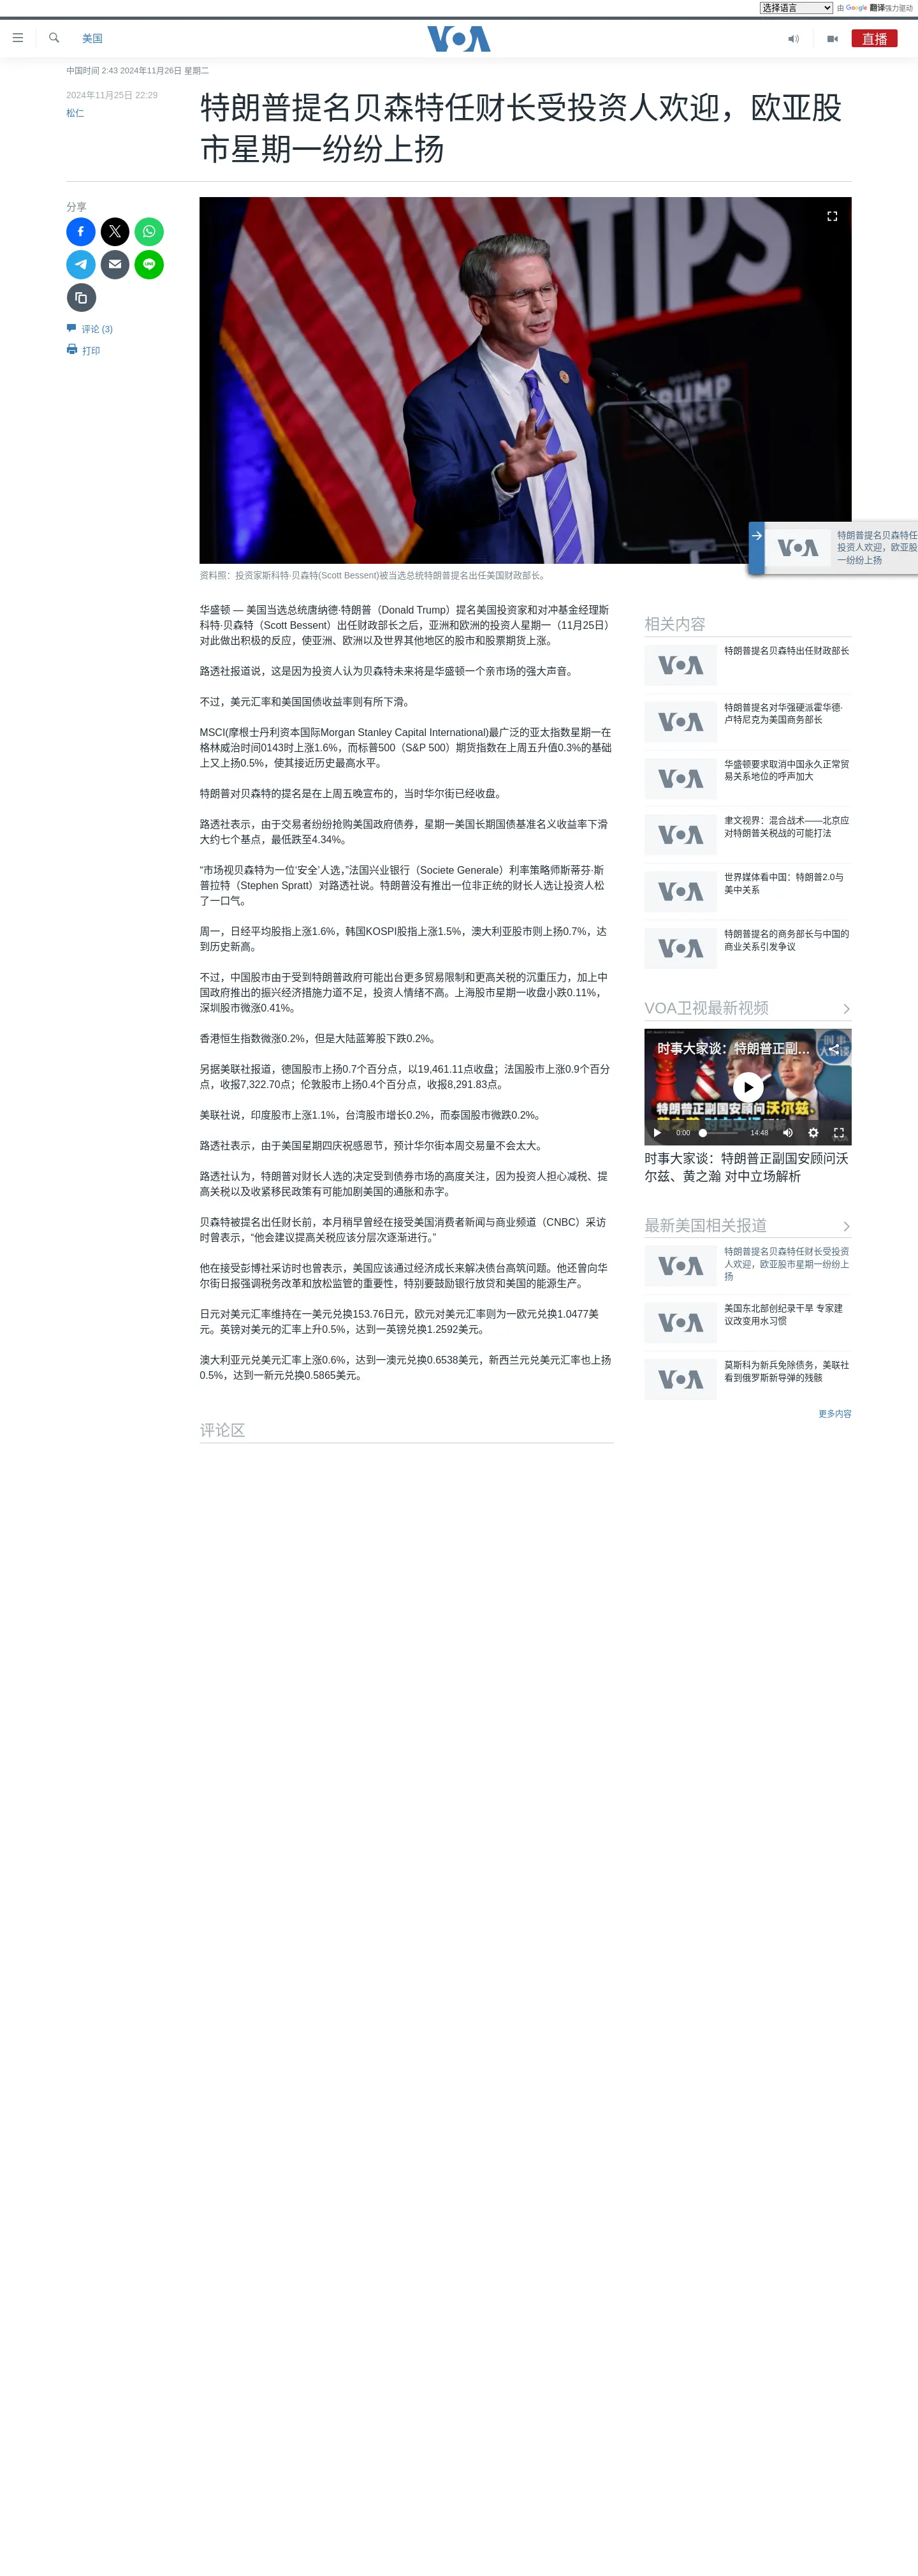 选择语言 由 Google 翻译强力驱动
美国
VOA
直播
中国时间 2:43 2024年11月26日 星期二
2024年11月25日 22:29
松仁
特朗普提名贝森特任财长受投资人欢迎，欧亚股
市星期一纷纷上扬
分享
评论 (3)
打印
TIPS
资料照：投资家斯科特·贝森特(Scott Bessent)被当选总统特朗普提名出任美国财政部长。
VOA
特朗普提名贝森特任
投资人欢迎，欧亚股
一纷纷上扬
华盛顿 — 美国当选总统唐纳德·特朗普（Donald Trump）提名美国投资家和对冲基金经理斯
科特·贝森特（Scott Bessent）出任财政部长之后，亚洲和欧洲的投资人星期一（11月25日）
对此做出积极的反应，使亚洲、欧洲以及世界其他地区的股市和股票期货上涨。
路透社报道说，这是因为投资人认为贝森特未来将是华盛顿一个亲市场的强大声音。
不过，美元汇率和美国国债收益率则有所下滑。
MSCI(摩根士丹利资本国际Morgan Stanley Capital International)最广泛的亚太指数星期一在
格林威治时间0143时上涨1.6%，而标普500（S&P 500）期货指数在上周五升值0.3%的基础
上又上扬0.5%，使其接近历史最高水平。
特朗普对贝森特的提名是在上周五晚宣布的，当时华尔街已经收盘。
路透社表示，由于交易者纷纷抢购美国政府债券，星期一美国长期国债基准名义收益率下滑
大约七个基点，最低跌至4.34%。
“市场视贝森特为一位‘安全’人选，”法国兴业银行（Societe Generale）利率策略师斯蒂芬·斯
普拉特（Stephen Spratt）对路透社说。特朗普没有推出一位非正统的财长人选让投资人松
了一口气。
周一，日经平均股指上涨1.6%，韩国KOSPI股指上涨1.5%，澳大利亚股市则上扬0.7%，达
到历史新高。
不过，中国股市由于受到特朗普政府可能出台更多贸易限制和更高关税的沉重压力，加上中
国政府推出的振兴经济措施力道不足，投资人情绪不高。上海股市星期一收盘小跌0.11%，
深圳股市微涨0.41%。
香港恒生指数微涨0.2%，但是大陆蓝筹股下跌0.2%。
另据美联社报道，德国股市上扬0.7个百分点，以19,461.11点收盘；法国股市上涨0.9个百分
点，收报7,322.70点；伦敦股市上扬0.4个百分点，收报8,291.83点。
美联社说，印度股市上涨1.1%，台湾股市增长0.2%，而泰国股市微跌0.2%。
路透社表示，由于美国星期四庆祝感恩节，预计华尔街本周交易量不会太大。
路透社认为，特朗普对财长人选的决定受到债券市场的高度关注，因为投资人担心减税、提
高关税以及收紧移民政策有可能加剧美国的通胀和赤字。
贝森特被提名出任财长前，本月稍早曾经在接受美国消费者新闻与商业频道（CNBC）采访
时曾表示，“他会建议提高关税应该分层次逐渐进行。”
他在接受彭博社采访时也曾表示，美国应该通过经济成长来解决债台高筑问题。他还曾向华
尔街日报强调税务改革和放松监管的重要性，特别要鼓励银行放贷和美国的能源生产。
日元对美元汇率维持在一美元兑换153.76日元，欧元对美元汇率则为一欧元兑换1.0477美
元。英镑对美元的汇率上升0.5%，达到一英镑兑换1.2592美元。
澳大利亚元兑美元汇率上涨0.6%，达到一澳元兑换0.6538美元，新西兰元兑美元汇率也上扬
0.5%，达到一新元兑换0.5865美元。
评论区
相关内容
VOA
特朗普提名贝森特出任财政部长
VOA
特朗普提名对华强硬派霍华德·
卢特尼克为美国商务部长
VOA
华盛顿要求取消中国永久正常贸
易关系地位的呼声加大
VOA
聿文视界：混合战术——北京应
对特朗普关税战的可能打法
VOA
世界媒体看中国：特朗普2.0与
美中关系
VOA
特朗普提名的商务部长与中国的
商业关系引发争议
VOA卫视最新视频
时事大家谈：特朗普正副...
特朗普正副国安顾问沃尔兹、
0:00 14:48
时事大家谈：特朗普正副国安顾问沃
尔兹、黄之瀚 对中立场解析
最新美国相关报道
VOA
特朗普提名贝森特任财长受投资
人欢迎，欧亚股市星期一纷纷上
扬
VOA
美国东北部创纪录干旱 专家建
议改变用水习惯
VOA
莫斯科为新兵免除债务，美联社
看到俄罗斯新导弹的残骸
更多内容